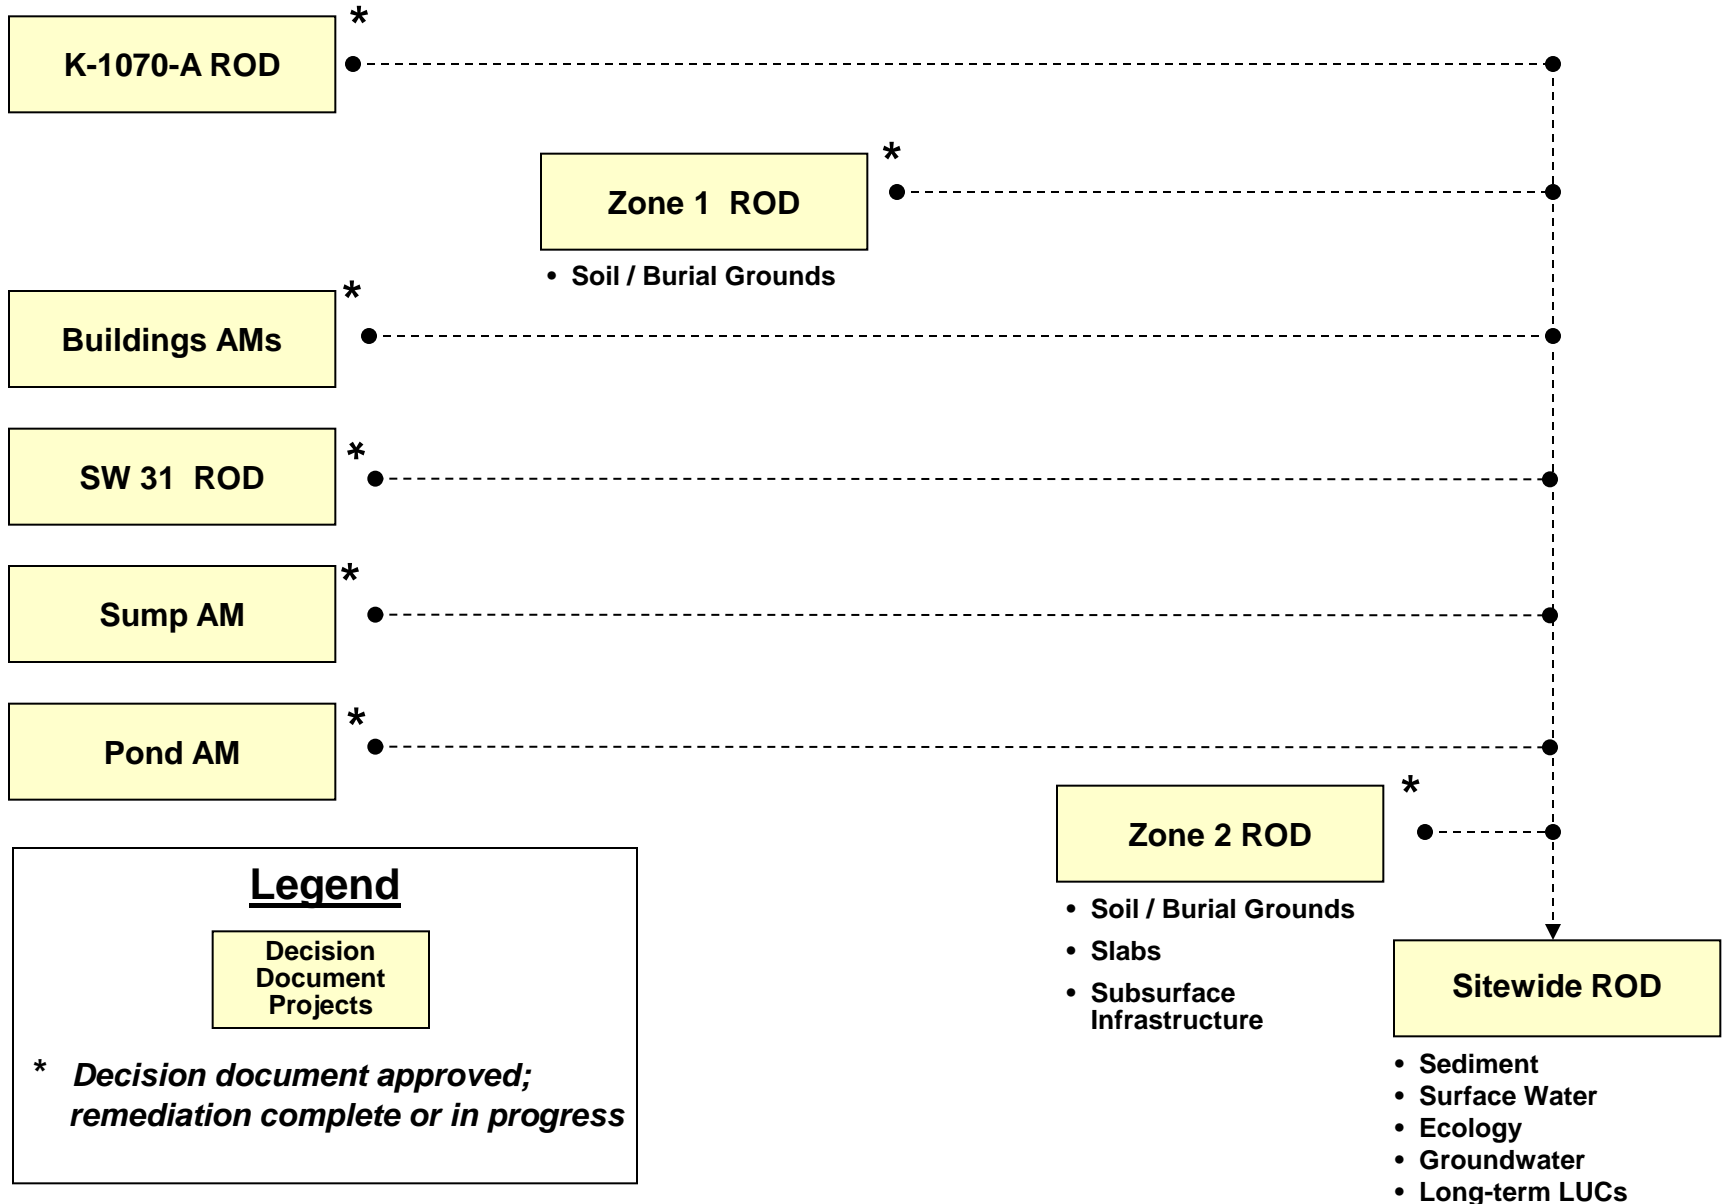 *
K-1070-A ROD
*
Zone 1 ROD
• Soil / Burial Grounds
*
Buildings AMs
*
SW 31 ROD
*
Sump AM
*
Pond AM
*
Zone 2 ROD
• Soil / Burial Grounds
• Slabs
• Subsurface
Infrastructure
Sitewide ROD
• Sediment
• Surface Water
• Ecology
• Groundwater
• Long-term LUCs
Legend
Decision
Document
Projects
* Decision document approved;
remediation complete or in progress